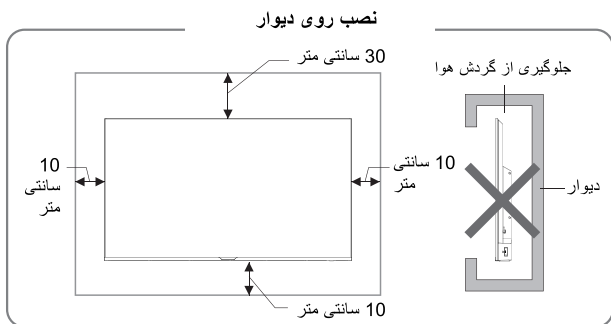 نصب روی دیوار
30 سانتی متر
جلوگیری از گردش هوا
10 سانتی
متر
10
سانتی
متر
دیوار
10 سانتی متر